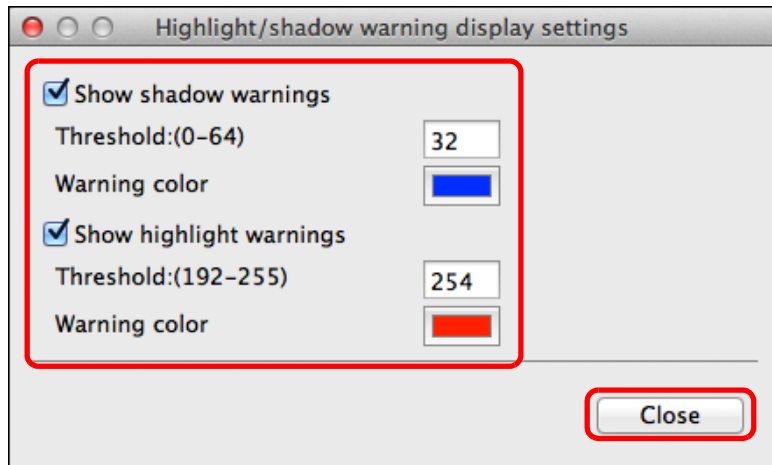 Highlight/shadow warning display settings
Show shadow warnings
Threshold:(0-64) 32
Warning color
Show highlight warnings
Threshold:(192-255) 254
Warning color
Close